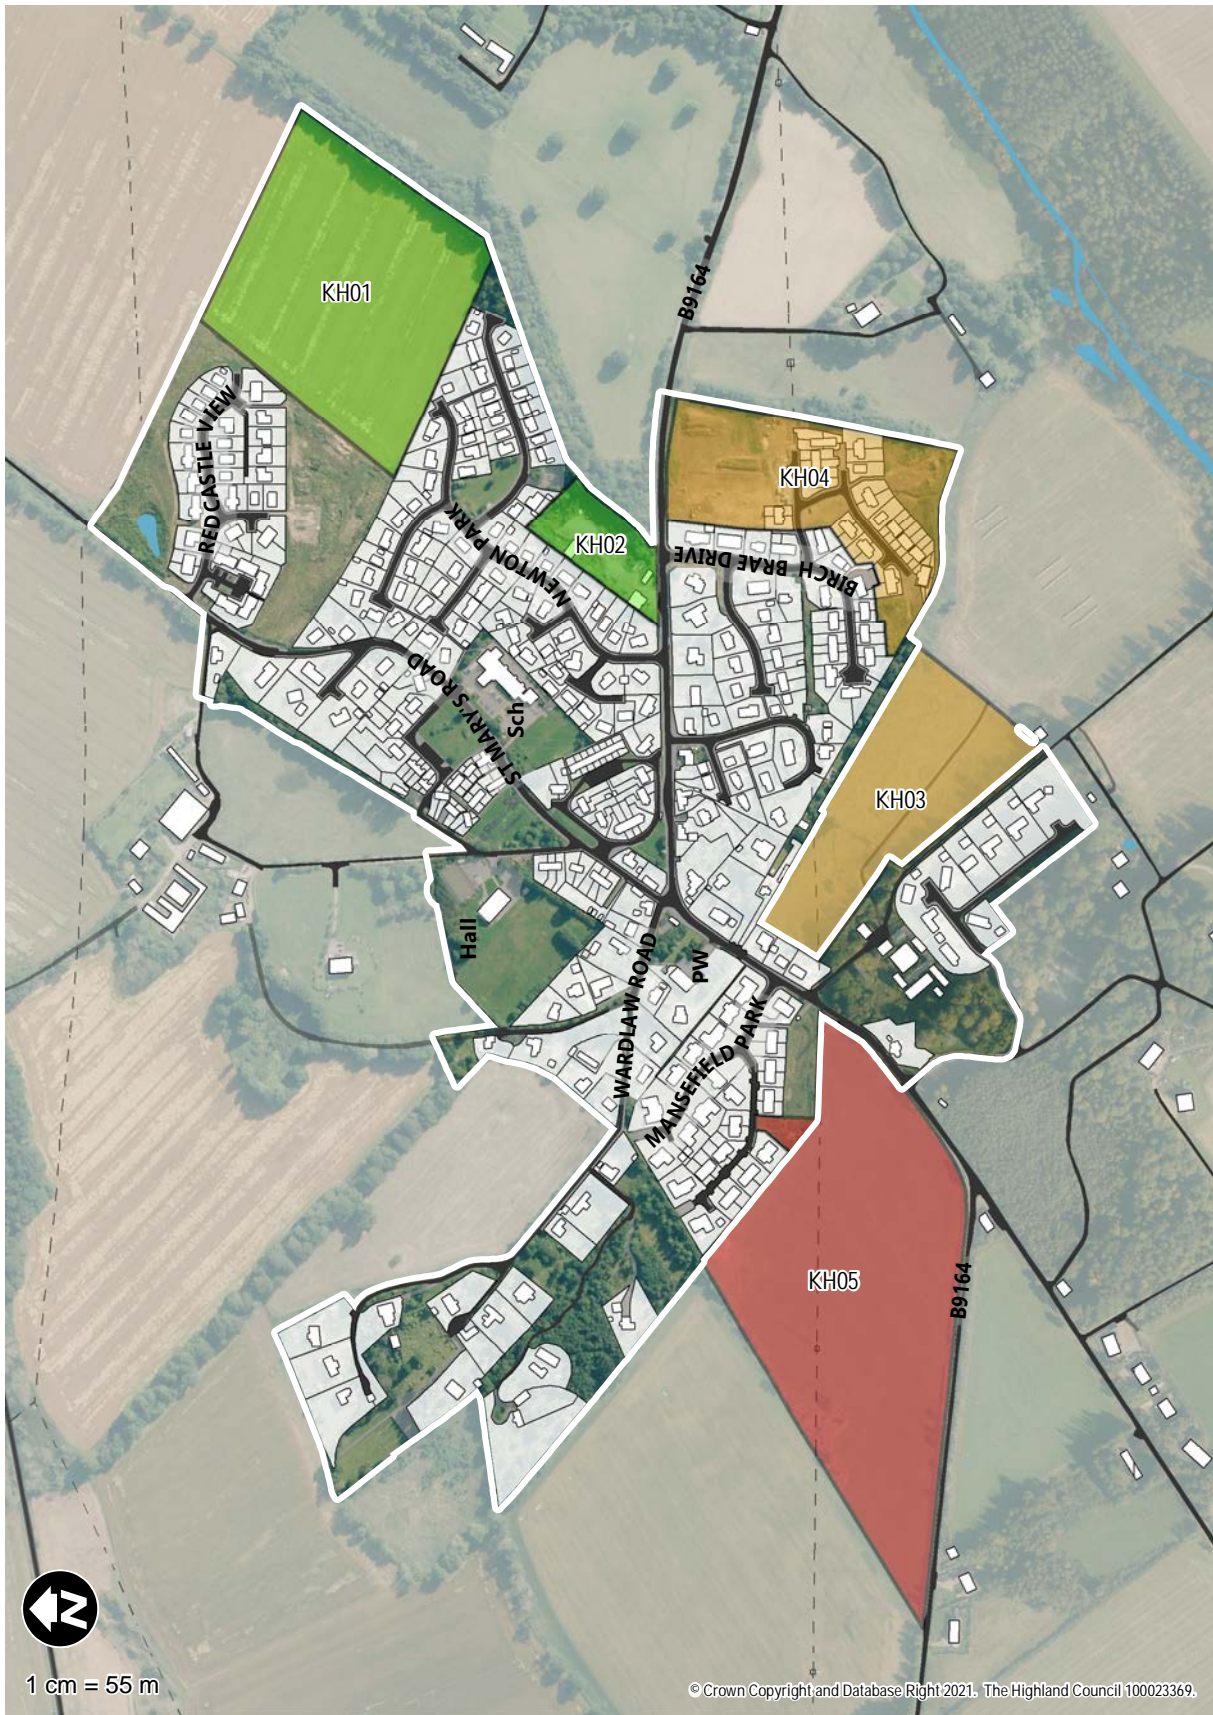 KH01
B9164
REDCASTLE VIEW
KH04
NEWTON PARK
KH02
BIRCH BRAE DRIVE
ST MARY'S ROAD
Sch
KH03
Hall
WARDLAW ROAD
PW
MANSEFIELD PARK
KH05
B9164
N
1 cm = 55 m
© Crown Copyright and Database Right 2021. The Highland Council 100023369.